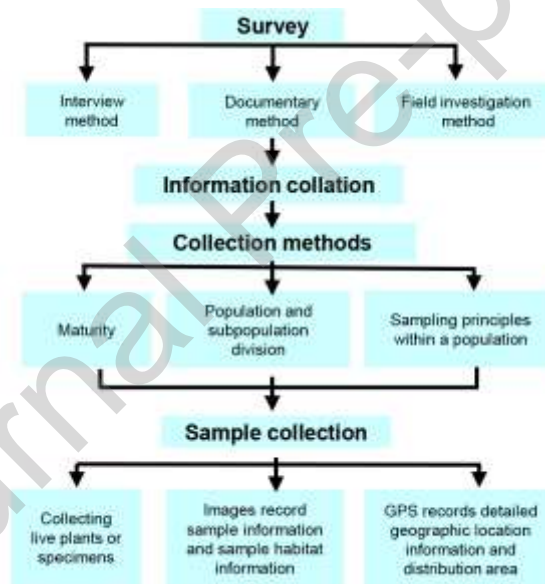 Survey
Interview
method
Documentary
method
Field investigation
method
Information collation
Collection methods
Maturity
Population and
subpopulation
division
Sampling principles
within a population
Sample collection
Collecting
live plants or
specimens
Images record
sample information
and sample habitat
information
GPS records detailed
geographic location
information and
distribution area